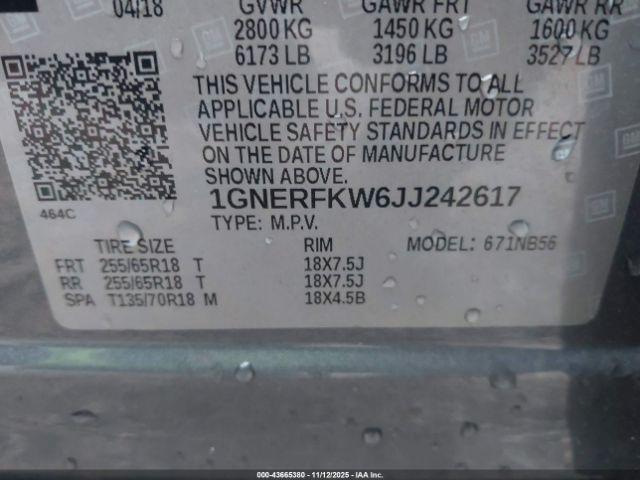 04/18 GVWR GAWR FRT GAWR RR
2800 KG 1450 KG 1600 KG
6173 LB 3196 LB 3527 LB
THIS VEHICLE CONFORMS TO ALL
APPLICABLE U.S. FEDERAL MOTOR
VEHICLE SAFETY STANDARDS IN EFFECT
ON THE DATE OF MANUFACTURE
SHOWN ABOVE.
464C
1GNERFKW6JJ242617
TYPE: M.P.V.
TIRE SIZE RIM MODEL: 671NB56
FRT 255/65R18 T 18X7.5J
RR 255/65R18 T 18X7.5J
SPA T135/70R18 M 18X4.5B
GM
000-43665380 - 11/12/2025 - IAA Inc.